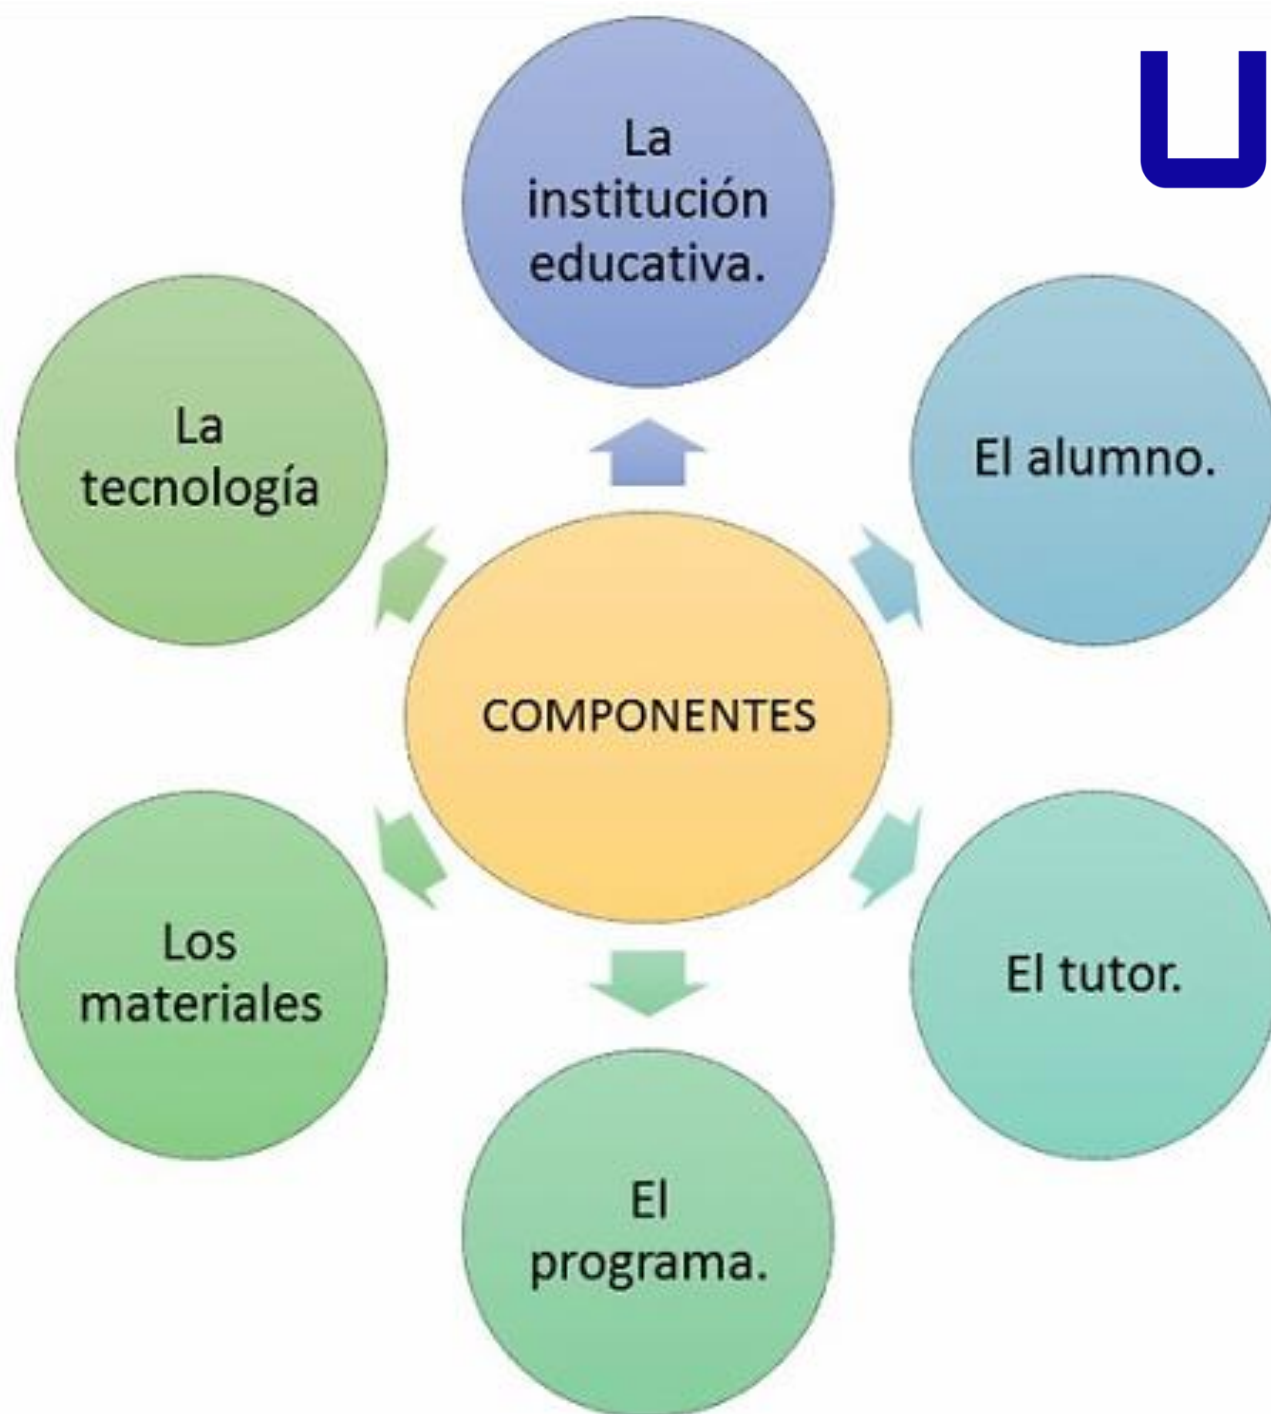 La
institución
educativa.
El alumno.
El tutor.
El
programa.
Los
materiales
La
tecnología
COMPONENTES